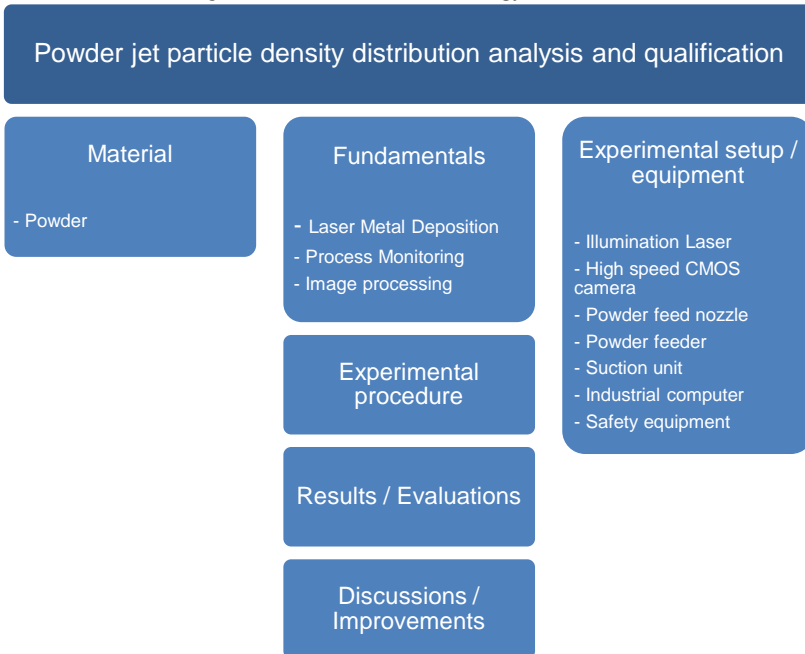 Powder jet particle density distribution analysis and qualification
Material
- Powder
Fundamentals
- Laser Metal Deposition
- Process Monitoring
- Image processing
Experimental setup /
equipment
- Illumination Laser
- High speed CMOS
camera
- Powder feed nozzle
- Powder feeder
- Suction unit
- Industrial computer
- Safety equipment
Experimental
procedure
Results / Evaluations
Discussions /
Improvements